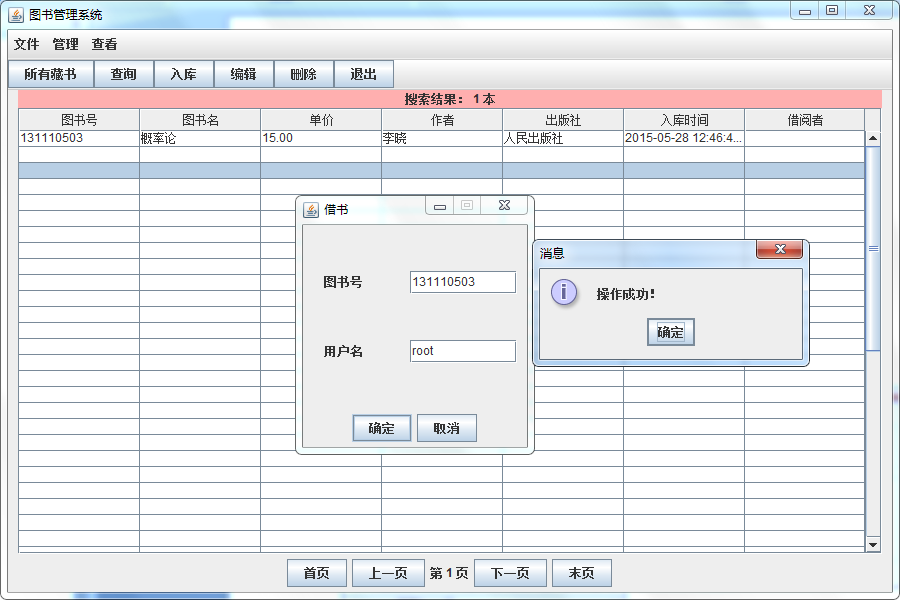 图书管理系统
文件 管理 查看
所有藏书 查询 入库 编辑 删除 退出
搜索结果： 1 本
图书号 图书名 单价 作者 出版社 入库时间 借阅者
131110503 概率论 15.00 李晓 人民出版社 2015-05-28 12:46:4...
借书
图书号 131110503
用户名 root
确定 取消
消息
操作成功!
确定
首页 上一页 第 1 页 下一页 末页